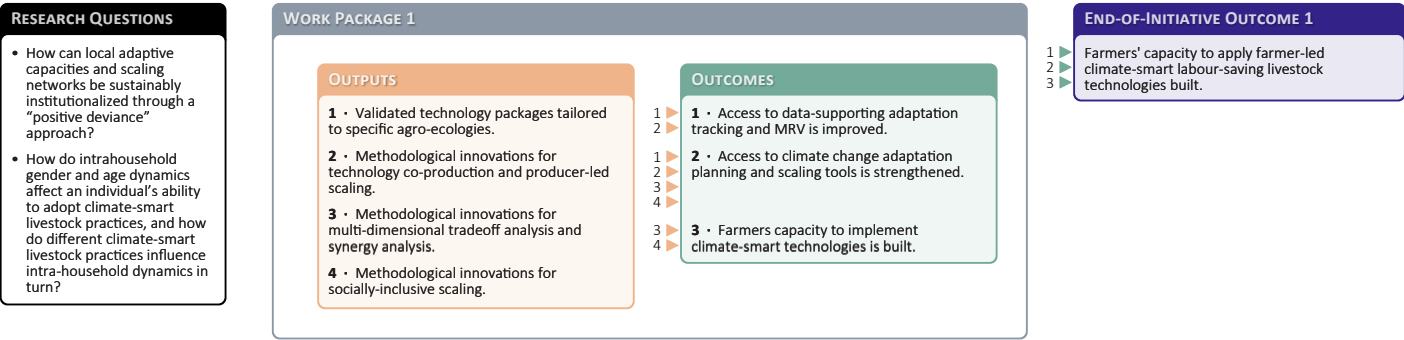 Research Questions
• How can local adaptive
capacities and scaling
networks be sustainably
institutionalized through a
“positive deviance”
approach?
• How do intrahousehold
gender and age dynamics
affect an individual’s ability
to adopt climate-smart
livestock practices, and how
do different climate-smart
livestock practices influence
intra-household dynamics in
turn?
Work Package 1
Outputs
1 · Validated technology packages tailored
to specific agro-ecologies.
2 · Methodological innovations for
technology co-production and producer-led
scaling.
3 · Methodological innovations for
multi-dimensional tradeoff analysis and
synergy analysis.
4 · Methodological innovations for
socially-inclusive scaling.
Outcomes
1
2
1 · Access to data-supporting adaptation
tracking and MRV is improved.
1
2
3
4
2 · Access to climate change adaptation
planning and scaling tools is strengthened.
3
4
3 · Farmers capacity to implement
climate-smart technologies is built.
End-of-Initiative Outcome 1
1
2
3
Farmers' capacity to apply farmer-led
climate-smart labour-saving livestock
technologies built.